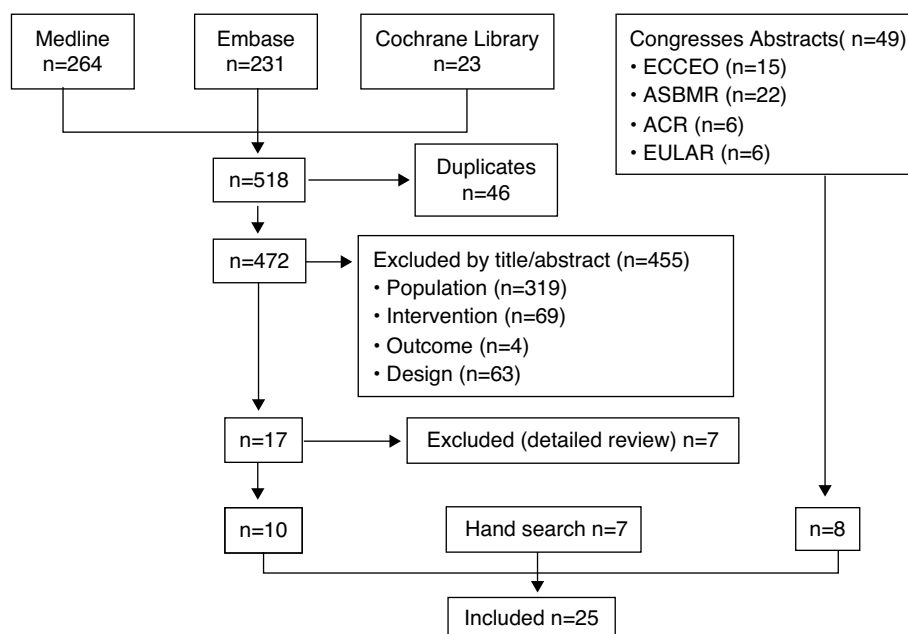 Medline
n=264
Embase
n=231
Cochrane Library
n=23
Congresses Abstracts( n=49)
• ECCEO (n=15)
• ASBMR (n=22)
• ACR (n=6)
• EULAR (n=6)
n=518
Duplicates
n=46
n=472
Excluded by title/abstract (n=455)
• Population (n=319)
• Intervention (n=69)
• Outcome (n=4)
• Design (n=63)
n=17
Excluded (detailed review) n=7
n=10
Hand search n=7
n=8
Included n=25